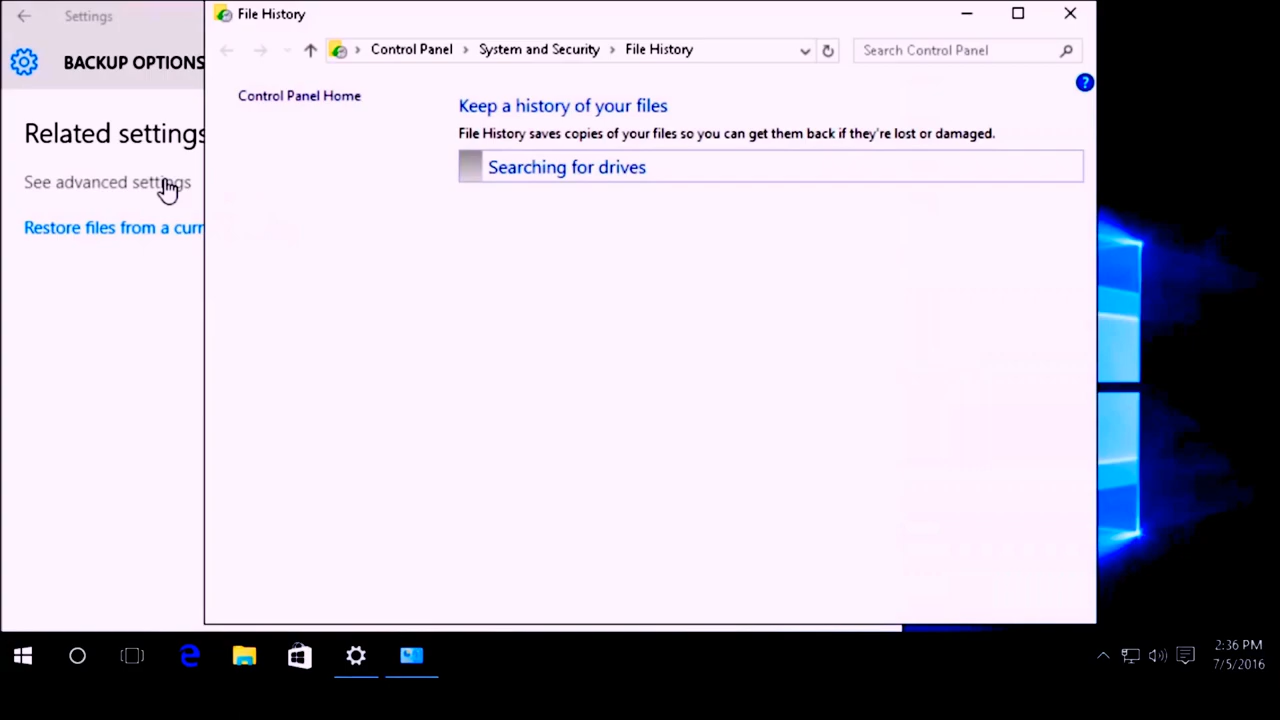 Settings
BACKUP OPTIONS
Related settings
See advanced settings
Restore files from a curr
File History
Control Panel > System and Security > File History
Search Control Panel
?
Control Panel Home
Keep a history of your files
File History saves copies of your files so you can get them back if they're lost or damaged.
Searching for drives
2:36 PM
7/5/2016